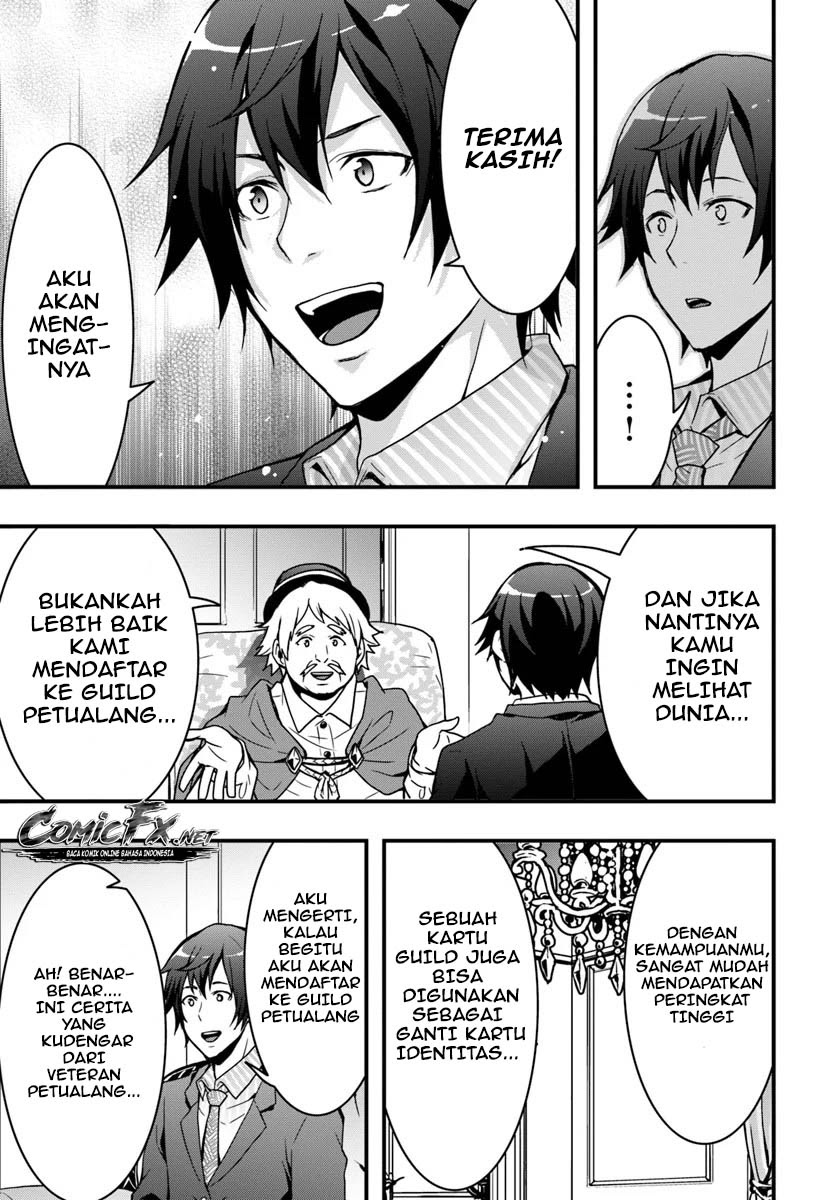 ...!
TERIMA
KASIH!
AKU
AKAN
MENG-
INGAT-
NYA
DAN JIKA
NANTINYA
KAMU
INGIN
MELIHAT
DUNIA...
BUKANKAH
LEBIH BAIK
KAMI
MENDAFTAR
KE GUILD
PETUALANG...
DENGAN
KEMAMPUANMU,
SANGAT MUDAH
MENDAPATKAN
PERINGKAT
TINGGI
SEBUAH
KARTU
GUILD JUGA
BISA
DIGUNAKAN
SEBAGAI
GANTI KARTU
IDENTITAS...
AKU
MENGERTI,
KALAU
BEGITU
AKU AKAN
MENDAFTAR
KE GUILD
PETUALANG
AH! BENAR-
BENAR....
INI CERITA
YANG
KUDENGAR
DARI
VETERAN
PETUALANG...
COMICFX.NET
BACA KOMIK ONLINE BAHASA INDONESIA